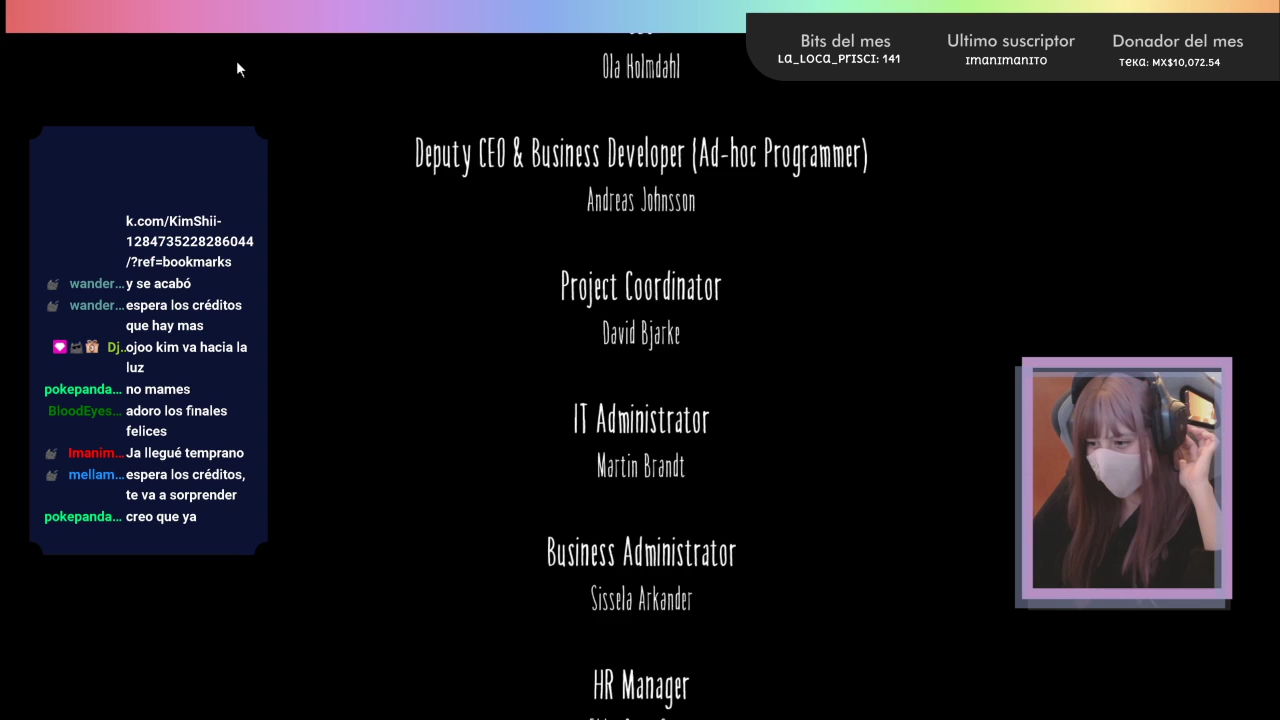 Bits del mes
La_Loca_Prisci: 141
Ultimo suscriptor
Imanimanito
Donador del mes
Teka: MX$10,072.54
Ola Holmdahl
Deputy CEO & Business Developer (Ad-hoc Programmer)
Andreas Johnsson
Project Coordinator
David Bjarke
IT Administrator
Martin Brandt
Business Administrator
Sissela Arkander
HR Manager
k.com/KimShii-
1284735228286044
/?ref=bookmarks
wander... y se acabó
wander... espera los créditos
que hay mas
Dj.. ojoo kim va hacia la
luz
pokepanda... no mames
BloodEyes... adoro los finales
felices
Imanim... Ja llegué temprano
mellam... espera los créditos,
te va a sorprender
pokepanda... creo que ya